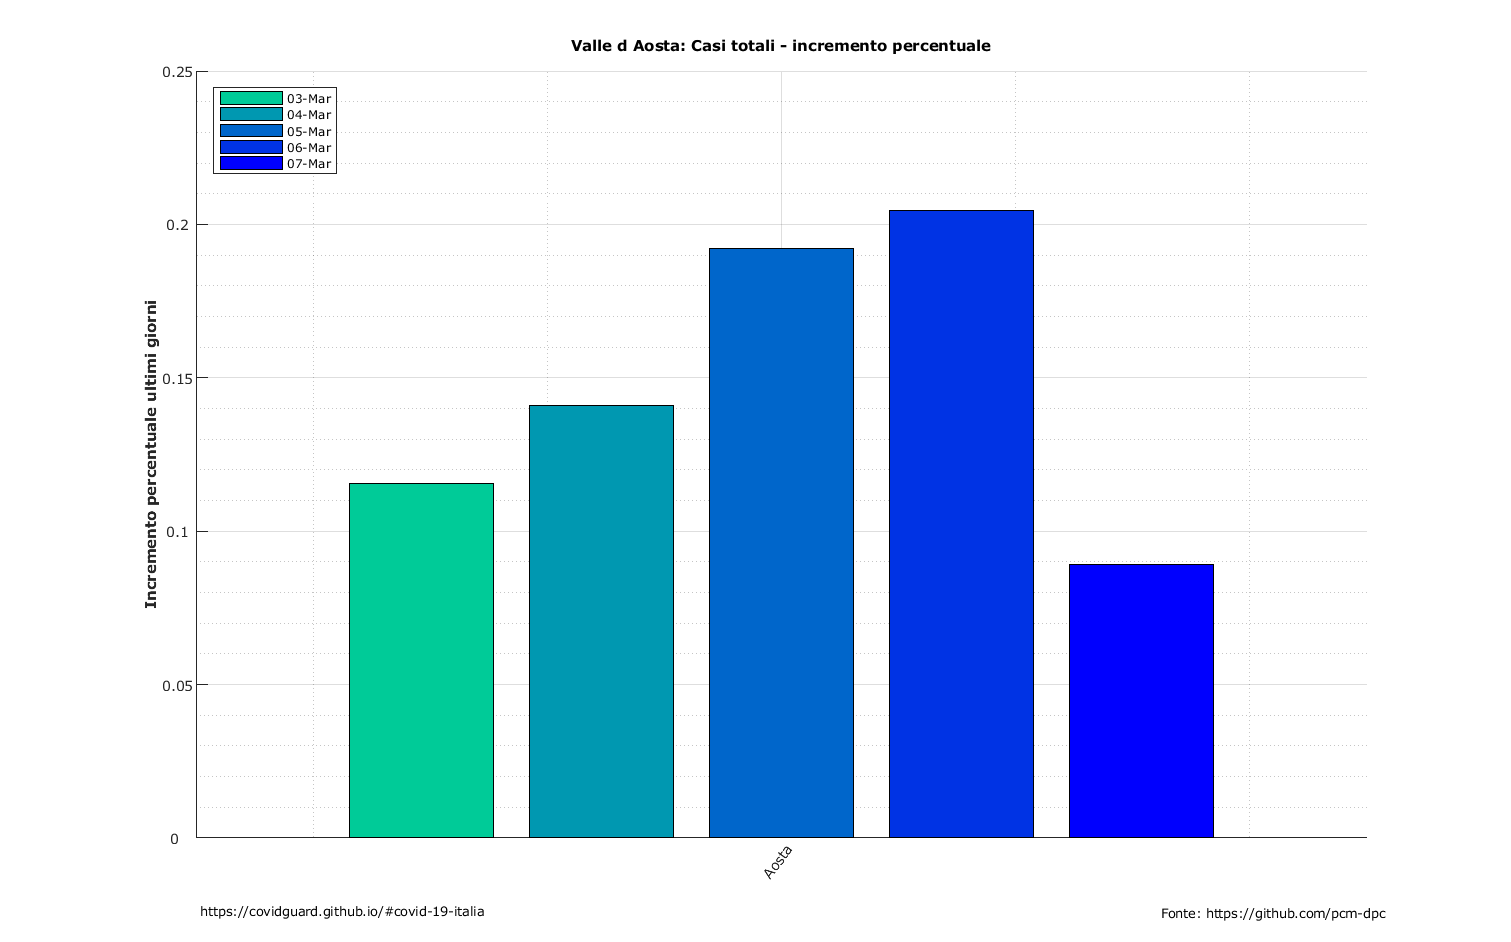 Valle d Aosta: Casi totali - incremento percentuale
0.25
0.2
0.15
0.1
0.05
0
Incremento percentuale ultimi giorni
03-Mar
04-Mar
05-Mar
06-Mar
07-Mar
Aosta
https://covidguard.github.io/#covid-19-italia
Fonte: https://github.com/pcm-dpc